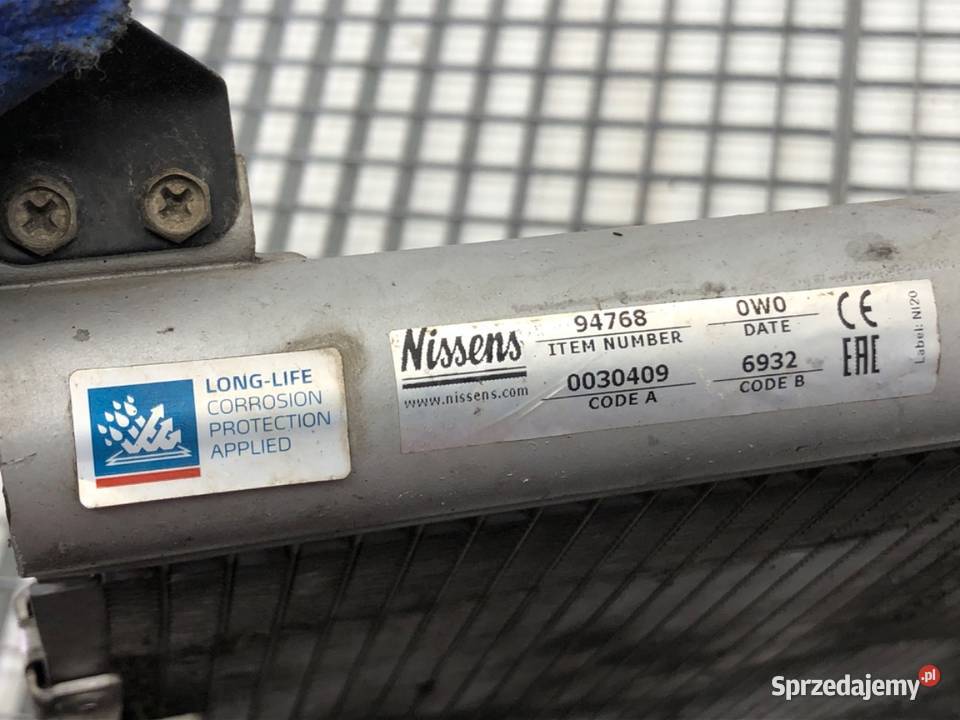 LONG-LIFE
CORROSION
PROTECTION
APPLIED
Nissens
www.nissens.com
94768
ITEM NUMBER
0030409
CODE A
0W0
DATE
6932
CODE B
CE
EAC
Label: NI20
Sprzedajemy.pl